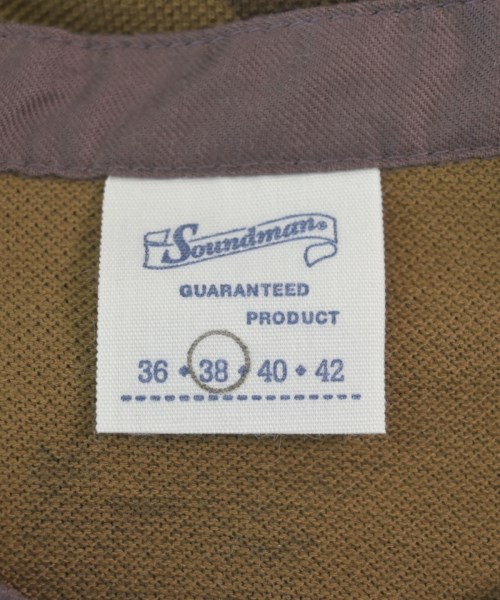 Soundman®
GUARANTEED
PRODUCT
36 • 38 • 40 • 42